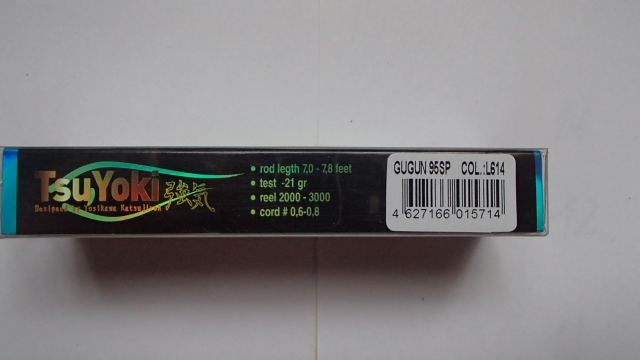 TsuYoki 強気
• rod legth 7,0 - 7,8 feet
• test -21 gr
• reel 2000 - 3000
• cord # 0,6-0.8
GUGUN 95SP COL.:L614
4 627166 015714